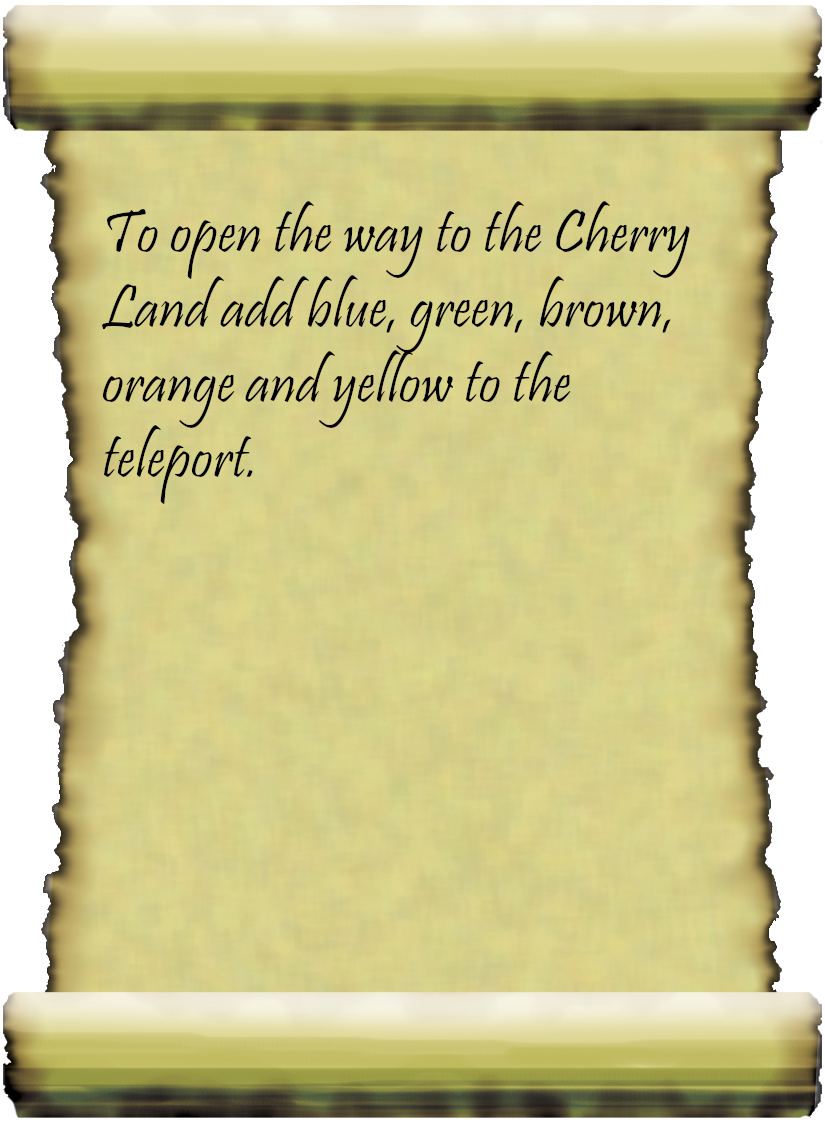 To open the way to the Cherry
Land add blue, green, brown,
orange and yellow to the
teleport.